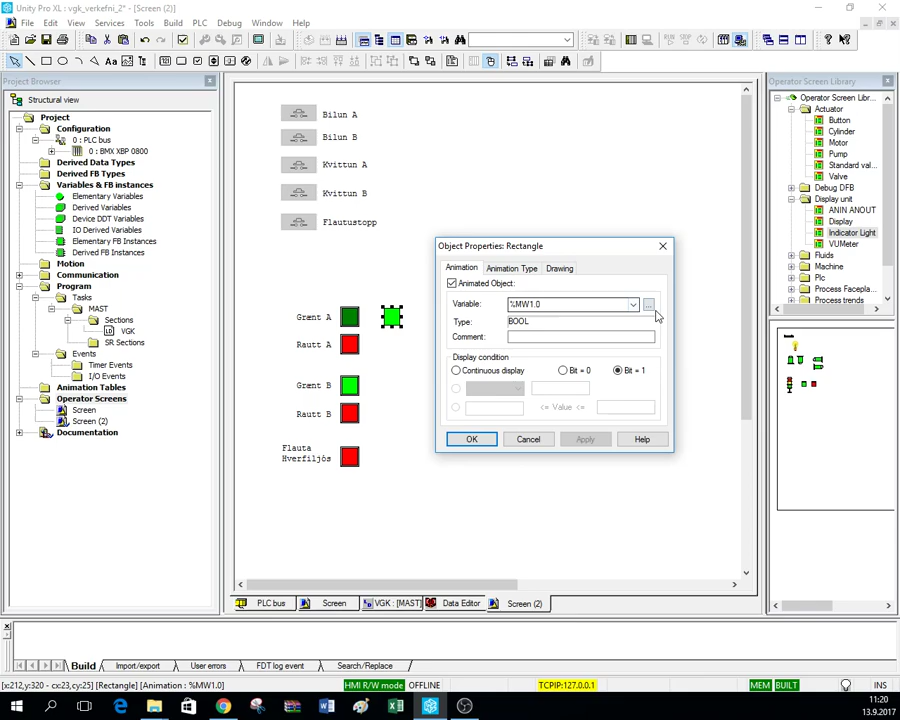 Unity Pro XL : vgk_verkefni_2* - [Screen (2)]
File Edit View Services Tools Build PLC Debug Window Help
Project Browser
Structural view
Project
Configuration
0 : PLC bus
0 : BMX XBP 0800
Derived Data Types
Derived FB Types
Variables & FB instances
Elementary Variables
Derived Variables
Device DDT Variables
IO Derived Variables
Elementary FB Instances
Derived FB Instances
Motion
Communication
Program
Tasks
MAST
Sections
VGK
SR Sections
Events
Timer Events
I/O Events
Animation Tables
Operator Screens
Screen
Screen (2)
Documentation
Bilun A
Bilun B
Kvittun A
Kvittun B
Flautustopp
Grænt A
Rautt A
Grænt B
Rautt B
Flauta
Hverfiljós
Object Properties: Rectangle
Animation Animation Type Drawing
Animated Object:
Variable: %MW1.0 ...
Type: BOOL
Comment:
Display condition
Continuous display Bit = 0 Bit = 1
<= Value <=
OK Cancel Apply Help
PLC bus Screen VGK : [MAST] Data Editor Screen (2)
Operator Screen Library
Operator Screen Libr...
Actuator
Button
Cylinder
Motor
Pump
Standard val...
Valve
Debug DFB
Display unit
ANIN ANOUT
Display
Indicator Light
VUMeter
Fluids
Machine
Plc
Process Facepla...
Process trends
Build Import/export User errors FDT log event Search/Replace
[x:212,y:320 - cx:23,cy:25] [Rectangle] [Animation : %MW1.0] HMI R/W mode OFFLINE TCPIP:127.0.0.1 MEM BUILT INS
11:20
13.9.2017